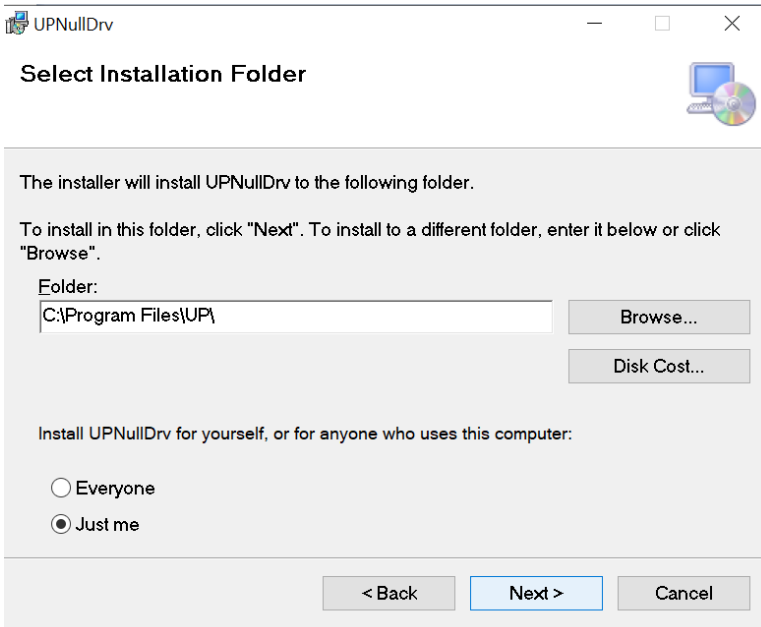 UPNullDrv
Select Installation Folder
The installer will install UPNullDrv to the following folder.
To install in this folder, click "Next". To install to a different folder, enter it below or click
"Browse".
Folder:
C:\Program Files\UP\
Browse...
Disk Cost...
Install UPNullDrv for yourself, or for anyone who uses this computer:
Everyone
Just me
< Back
Next >
Cancel